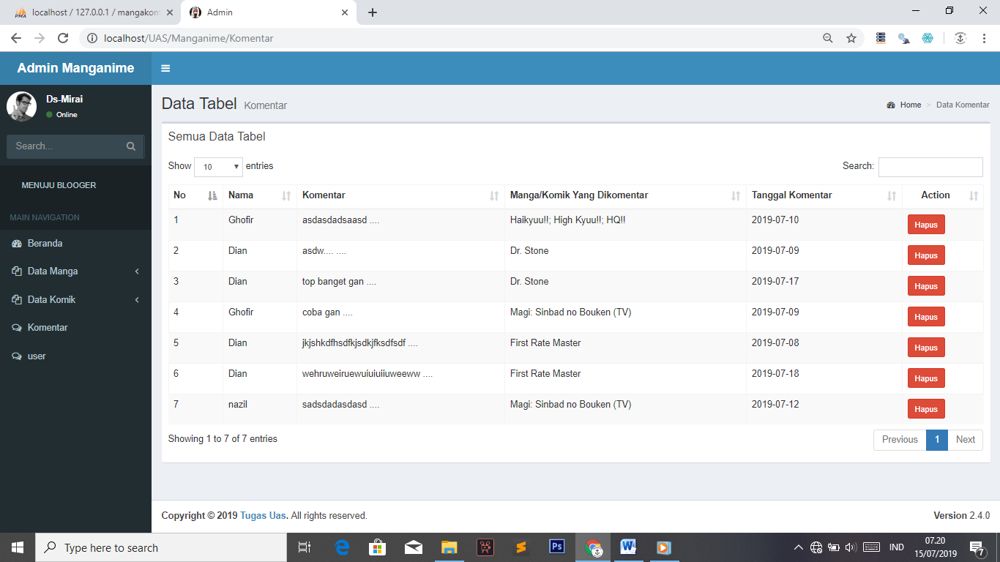 localhost / 127.0.0.1 / mangakom
Admin
localhost/UAS/Manganime/Komentar
Admin Manganime
Ds-Mirai
Online
Search...
MENUJU BLOOGER
MAIN NAVIGATION
Beranda
Data Manga
Data Komik
Komentar
user
Data Tabel Komentar
Home > Data Komentar
Semua Data Tabel
Show 10 entries
Search:
No Nama Komentar Manga/Komik Yang Dikomentar Tanggal Komentar Action
1 Ghofir asdasdadsaasd .... Haikyuu!!; High Kyuu!!; HQ!! 2019-07-10 Hapus
2 Dian asdw.... .... Dr. Stone 2019-07-09 Hapus
3 Dian top banget gan .... Dr. Stone 2019-07-17 Hapus
4 Ghofir coba gan .... Magi: Sinbad no Bouken (TV) 2019-07-09 Hapus
5 Dian jkjshkdfhsdfkjsdkjfksdfsdf .... First Rate Master 2019-07-08 Hapus
6 Dian wehruweiruewuiuiuiiuweeww .... First Rate Master 2019-07-18 Hapus
7 nazil sadsdadasdasd .... Magi: Sinbad no Bouken (TV) 2019-07-12 Hapus
Showing 1 to 7 of 7 entries
Previous 1 Next
Copyright © 2019 Tugas Uas. All rights reserved.
Version 2.4.0
Type here to search
Ps
IND
07.20
15/07/2019
7